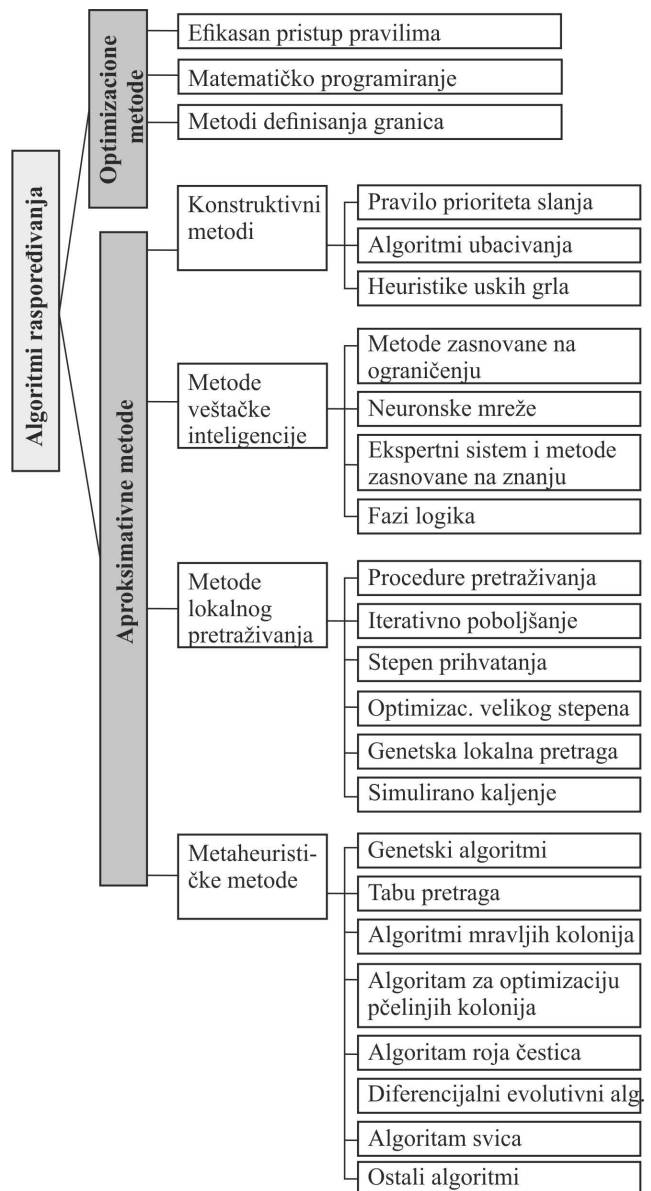 Algoritmi raspoređivanja
Optimizacione
metode
Efikasan pristup pravilima
Matematičko programiranje
Metodi definisanja granica
Aproksimativne metode
Konstruktivni
metodi
Pravilo prioriteta slanja
Algoritmi ubacivanja
Heuristike uskih grla
Metode
veštačke
inteligencije
Metode zasnovane na
ograničenju
Neuronske mreže
Ekspertni sistem i metode
zasnovane na znanju
Fazi logika
Metode
lokalnog
pretraživanja
Procedure pretraživanja
Iterativno poboljšanje
Stepen prihvatanja
Optimizac. velikog stepena
Genetska lokalna pretraga
Simulirano kaljenje
Metaheuristi-
čke metode
Genetski algoritmi
Tabu pretraga
Algoritmi mravljih kolonija
Algoritam za optimizaciju
pčelinjih kolonija
Algoritam roja čestica
Diferencijalni evolutivni alg.
Algoritam svica
Ostali algoritmi